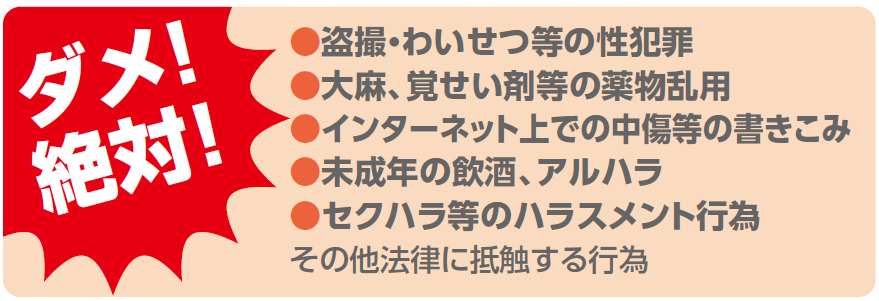 ダメ!
絶対!
●盗撮・わいせつ等の性犯罪
●大麻、覚せい剤等の薬物乱用
●インターネット上での中傷等の書きこみ
●未成年の飲酒、アルハラ
●セクハラ等のハラスメント行為
その他法律に抵触する行為